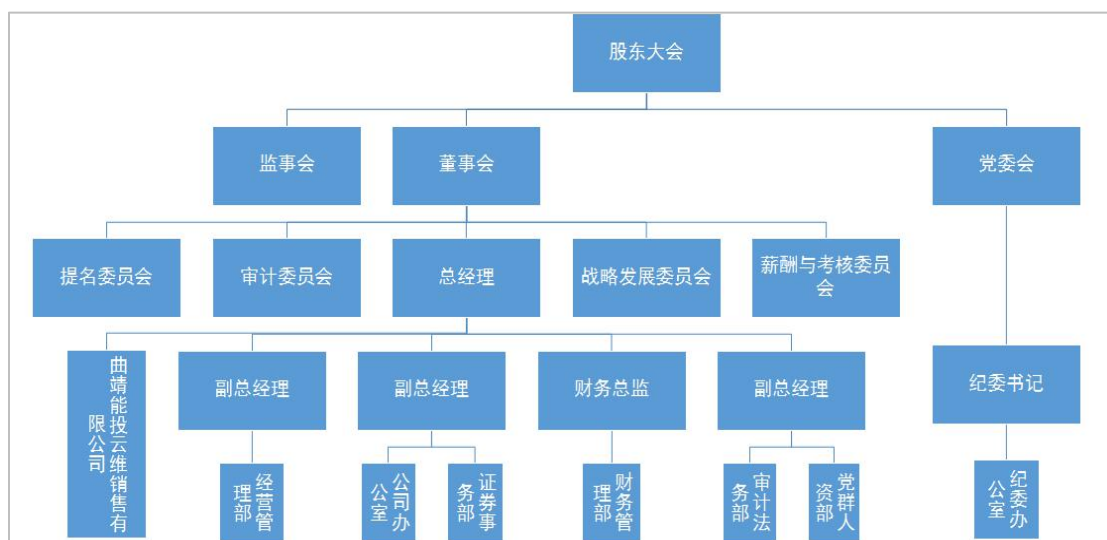 股东大会
监事会
董事会
党委会
提名委员会
审计委员会
总经理
战略发展委员会
薪酬与考核委员
会
曲靖能投云维销售有
限公司
副总经理
副总经理
财务总监
副总经理
纪委书记
经营管
理部
公司办
公室
证券事
务部
财务管
理部
审计法
务部
党群人
资部
纪委办
公室